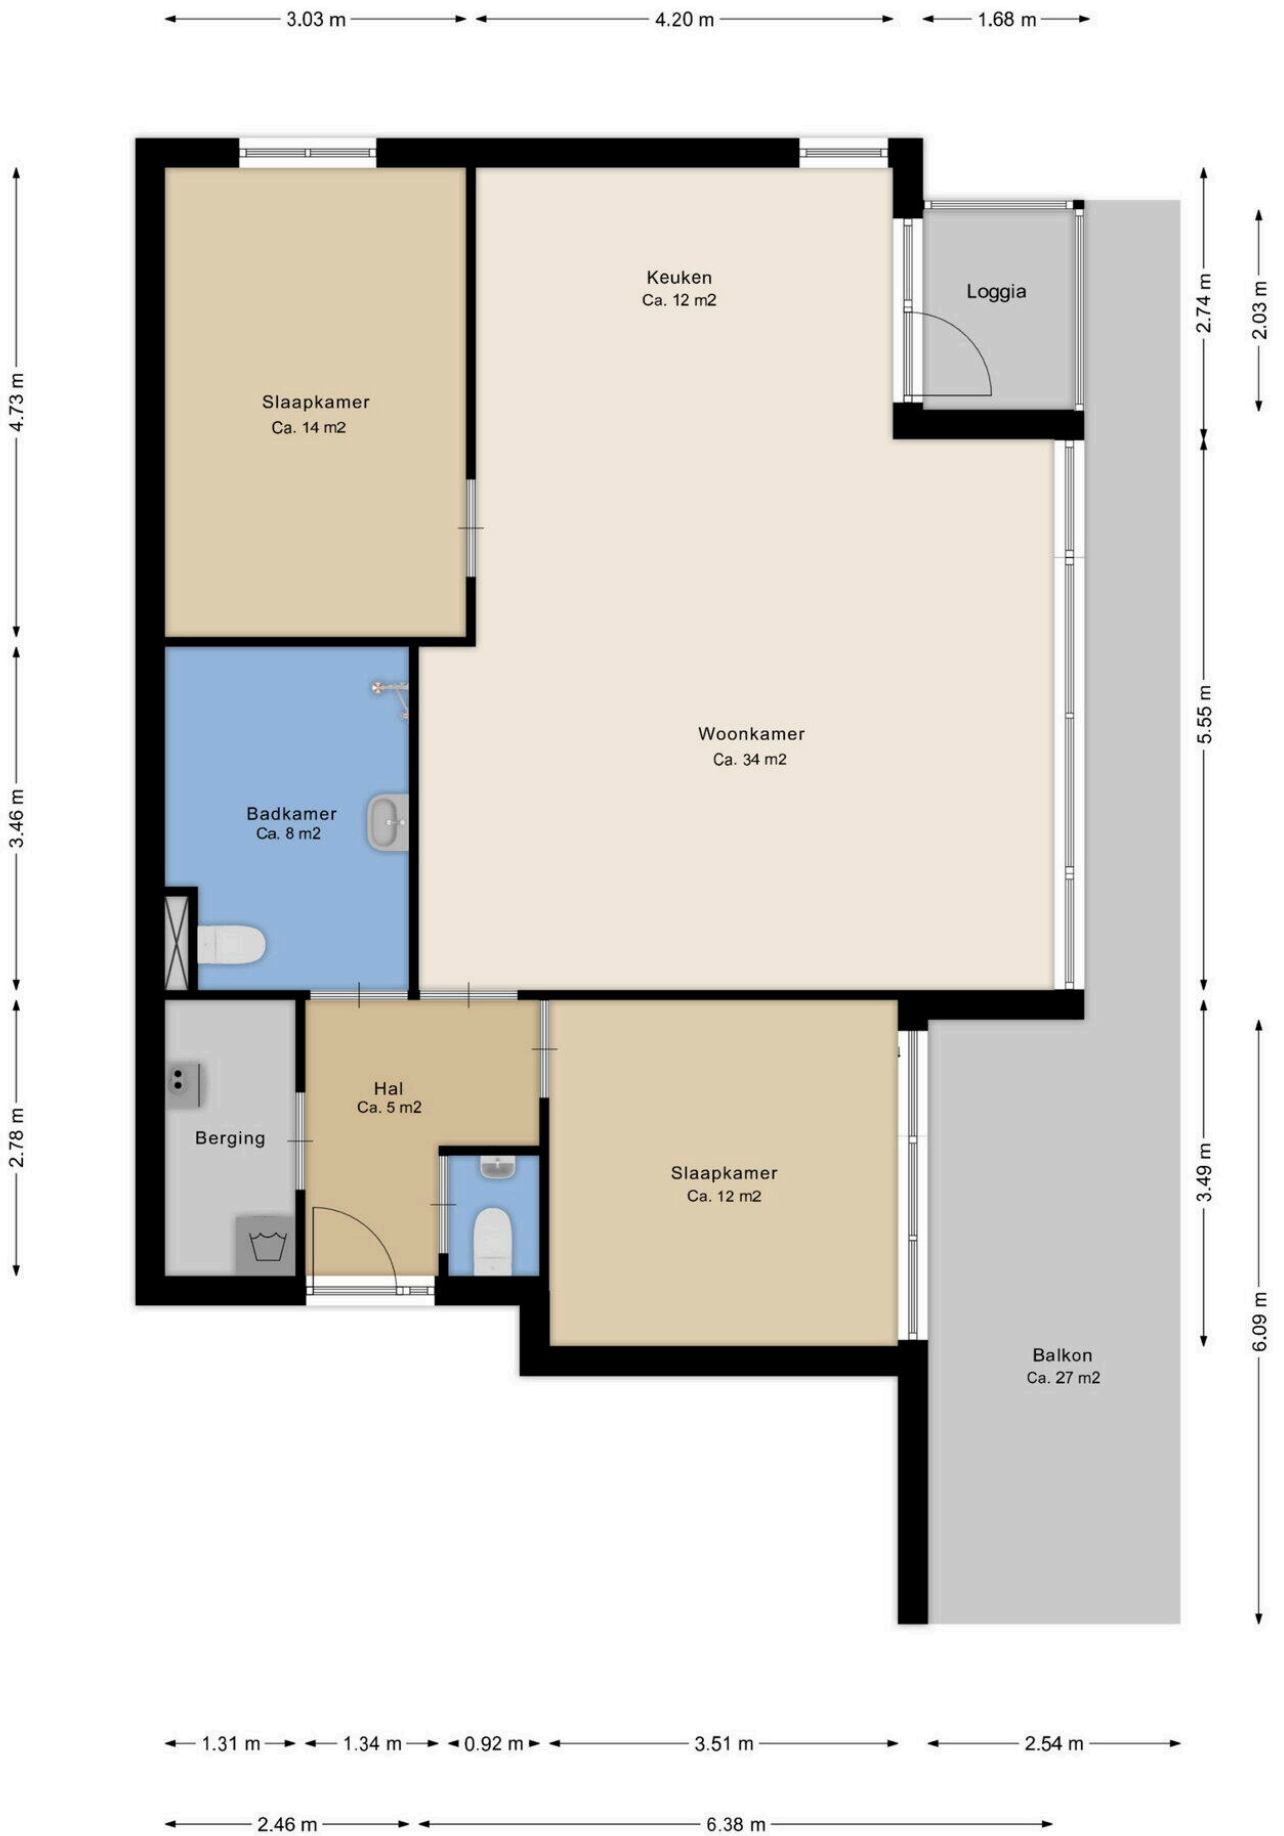 3.03 m
4.20 m
1.68 m
4.73 m
3.46 m
2.78 m
Slaapkamer
Ca. 14 m2
Keuken
Ca. 12 m2
Loggia
2.74 m
2.03 m
5.55 m
Woonkamer
Ca. 34 m2
Badkamer
Ca. 8 m2
Berging
Hal
Ca. 5 m2
Slaapkamer
Ca. 12 m2
3.49 m
6.09 m
Balkon
Ca. 27 m2
1.31 m
1.34 m
0.92 m
3.51 m
2.54 m
2.46 m
6.38 m